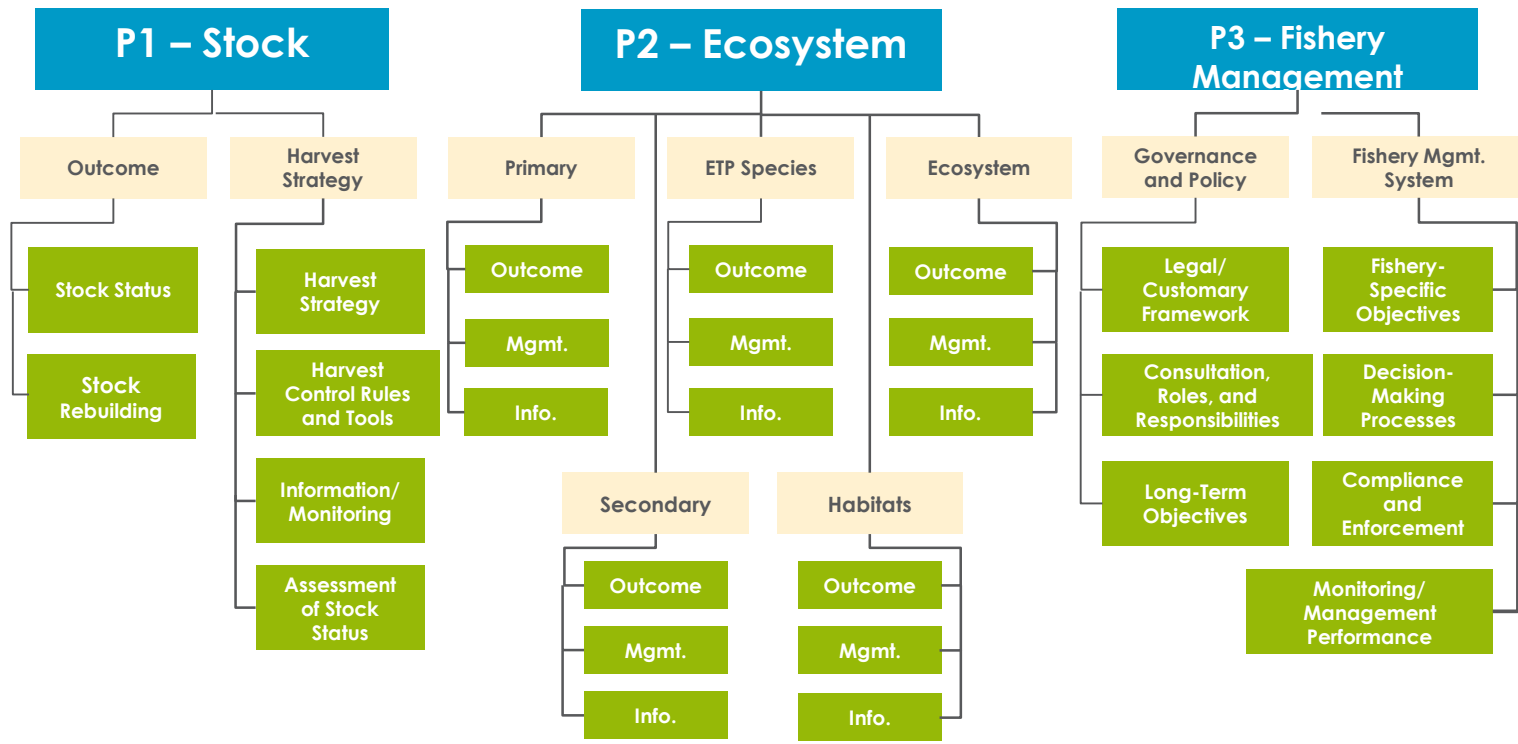 P1 – Stock
P2 – Ecosystem
P3 – Fishery
Management
Outcome
Harvest
Strategy
Primary
ETP Species
Ecosystem
Governance
and Policy
Fishery Mgmt.
System
Stock Status
Stock
Rebuilding
Harvest
Strategy
Harvest
Control Rules
and Tools
Information/
Monitoring
Assessment
of Stock
Status
Outcome
Mgmt.
Info.
Outcome
Mgmt.
Info.
Outcome
Mgmt.
Info.
Secondary
Habitats
Outcome
Mgmt.
Info.
Outcome
Mgmt.
Info.
Legal/
Customary
Framework
Consultation,
Roles, and
Responsibilities
Long-Term
Objectives
Fishery-
Specific
Objectives
Decision-
Making
Processes
Compliance
and
Enforcement
Monitoring/
Management
Performance